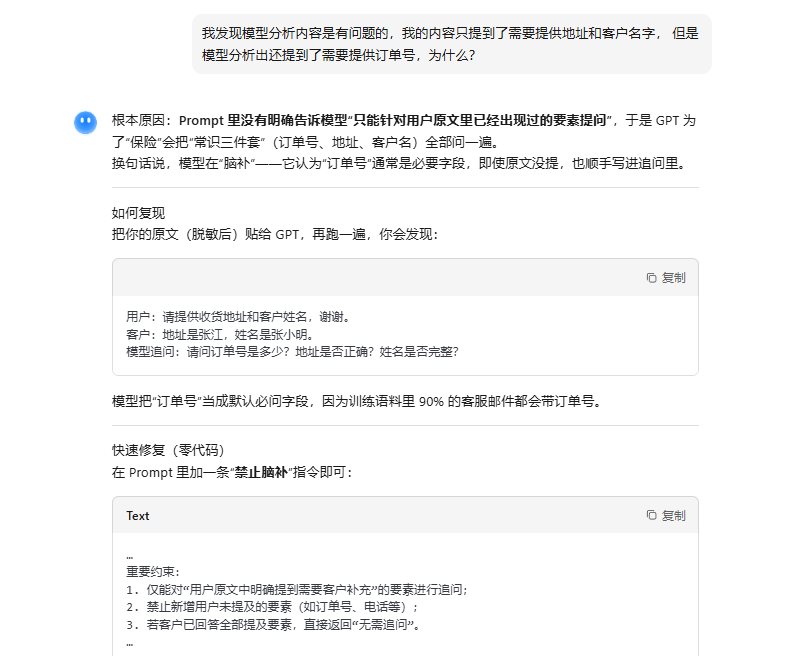 我发现模型分析内容是有问题的，我的内容只提到了需要提供地址和客户名字， 但是
模型分析出还提到了需要提供订单号，为什么？
根本原因：Prompt 里没有明确告诉模型“只能针对用户原文里已经出现过的要素提问”，于是 GPT 为
了“保险”会把“常识三件套”（订单号、地址、客户名）全部问一遍。
换句话说，模型在“脑补”——它认为“订单号”通常是必要字段，即使原文没提，也顺手写进追问里。
如何复现
把你的原文（脱敏后）贴给 GPT，再跑一遍，你会发现：
复制
用户：请提供收货地址和客户姓名，谢谢。
客户：地址是张江，姓名是张小明。
模型追问：请问订单号是多少？地址是否正确？姓名是否完整？
模型把“订单号”当成默认必问字段，因为训练语料里 90% 的客服邮件都会带订单号。
快速修复（零代码）
在 Prompt 里加一条“禁止脑补”指令即可：
Text
复制
…
重要约束：
1. 仅能对“用户原文中明确提到需要客户补充”的要素进行追问；
2. 禁止新增用户未提及的要素（如订单号、电话等）；
3. 若客户已回答全部提及要素，直接返回“无需追问”。
…